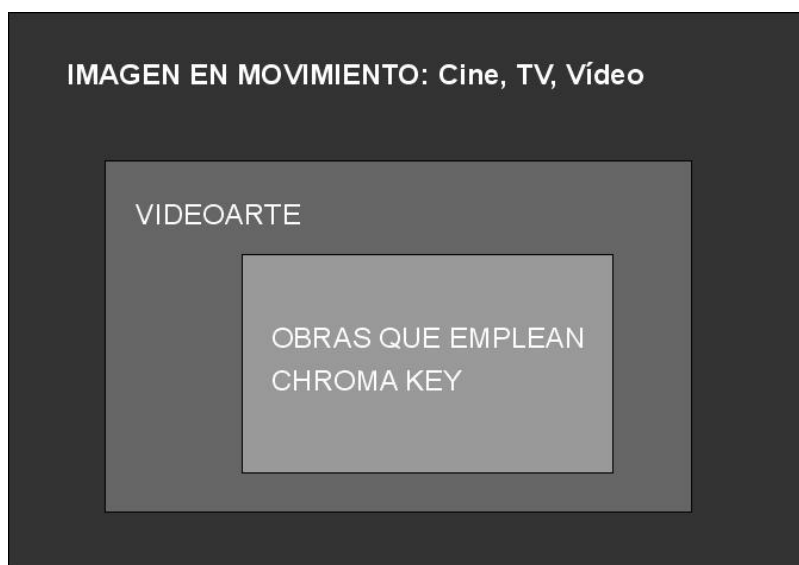 IMAGEN EN MOVIMIENTO: Cine, TV, Vídeo
VIDEOARTE
OBRAS QUE EMPLEAN
CHROMA KEY